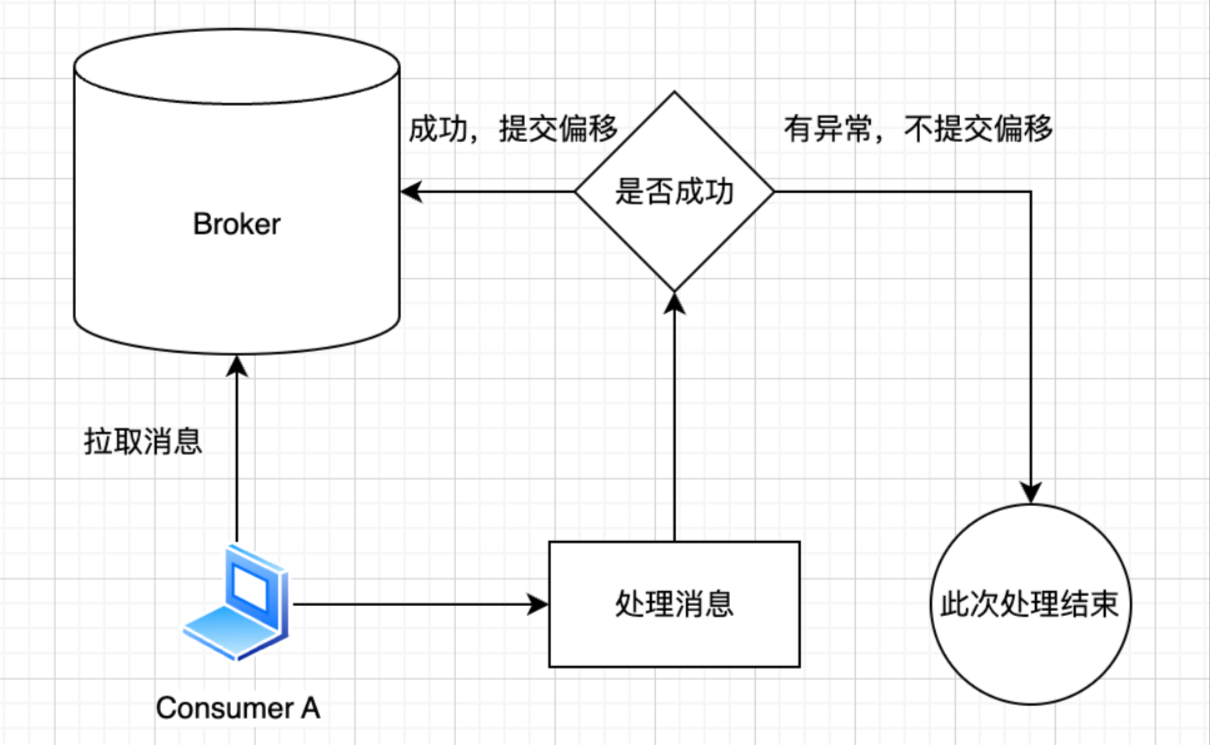 成功，提交偏移
有异常，不提交偏移
是否成功
Broker
拉取消息
处理消息
此次处理结束
Consumer A